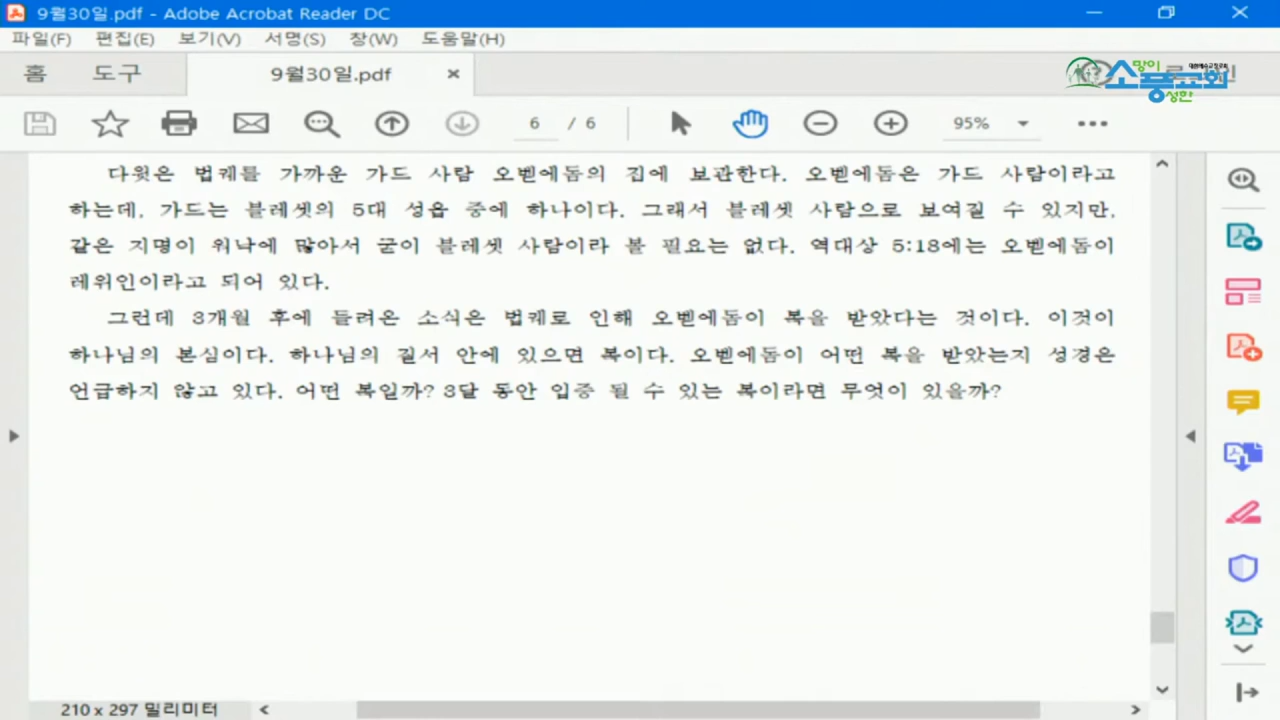 9월30일.pdf - Adobe Acrobat Reader DC
파일(F) 편집(E) 보기(V) 서명(S) 창(W) 도움말(H)
홈 도구 9월30일.pdf
망이
소풍교회
성한
6 / 6 95%
다윗은 법궤를 가까운 가드 사람 오벧에돔의 집에 보관한다. 오벧에돔은 가드 사람이라고
하는데, 가드는 블레셋의 5대 성읍 중에 하나이다. 그래서 블레셋 사람으로 보여질 수 있지만,
같은 지명이 워낙에 많아서 굳이 블레셋 사람이라 볼 필요는 없다. 역대상 5:18에는 오벧에돔이
레위인이라고 되어 있다.
그런데 3개월 후에 들려온 소식은 법궤로 인해 오벧에돔이 복을 받았다는 것이다. 이것이
하나님의 본심이다. 하나님의 질서 안에 있으면 복이다. 오벧에돔이 어떤 복을 받았는지 성경은
언급하지 않고 있다. 어떤 복일까? 3달 동안 입증 될 수 있는 복이라면 무엇이 있을까?
210 x 297 밀리미터